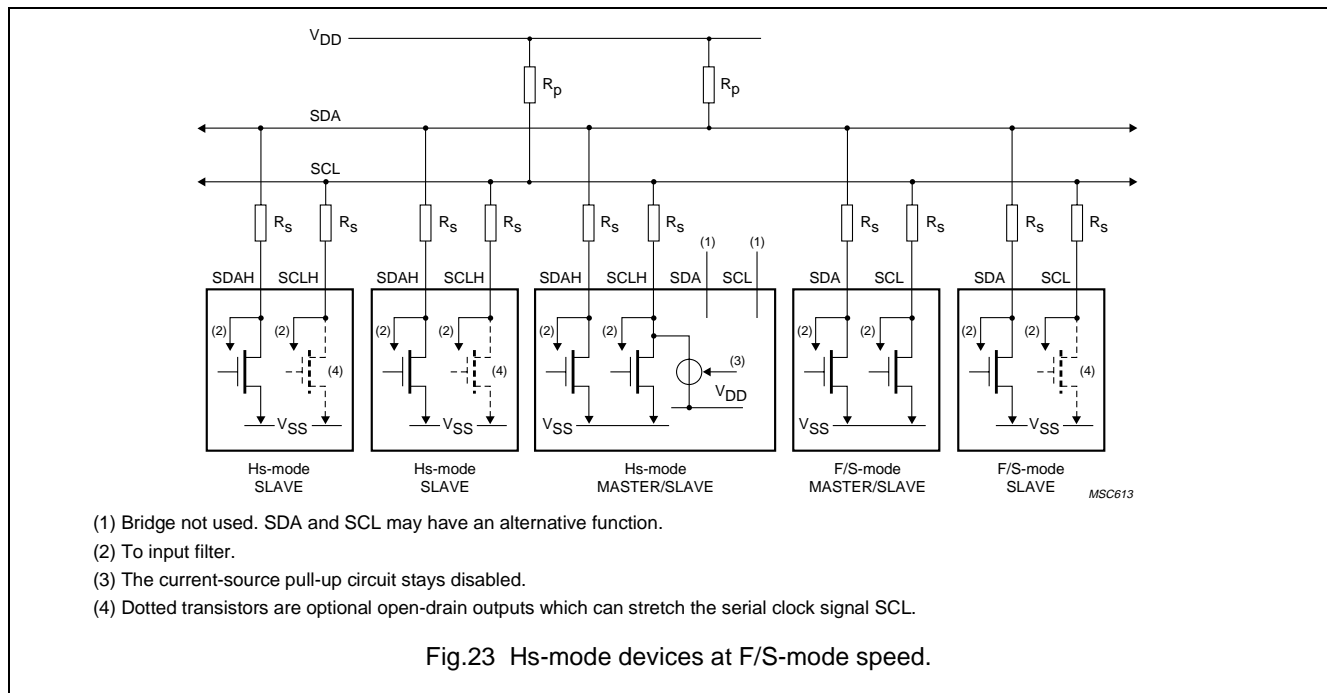 VDD
Rp Rp
SDA
SCL
Rs Rs Rs Rs Rs Rs Rs Rs Rs Rs
(1) (1)
SDAH SCLH SDAH SCLH SDAH SCLH SDA SCL SDA SCL SDA SCL
(2) (2) (2) (2) (2) (2) (2) (2) (2) (2)
(4) (4) (3) (4)
VDD
VSS VSS VSS VSS VSS
Hs-mode Hs-mode Hs-mode F/S-mode F/S-mode
SLAVE SLAVE MASTER/SLAVE MASTER/SLAVE SLAVE
MSC613
(1) Bridge not used. SDA and SCL may have an alternative function.
(2) To input filter.
(3) The current-source pull-up circuit stays disabled.
(4) Dotted transistors are optional open-drain outputs which can stretch the serial clock signal SCL.
Fig.23 Hs-mode devices at F/S-mode speed.